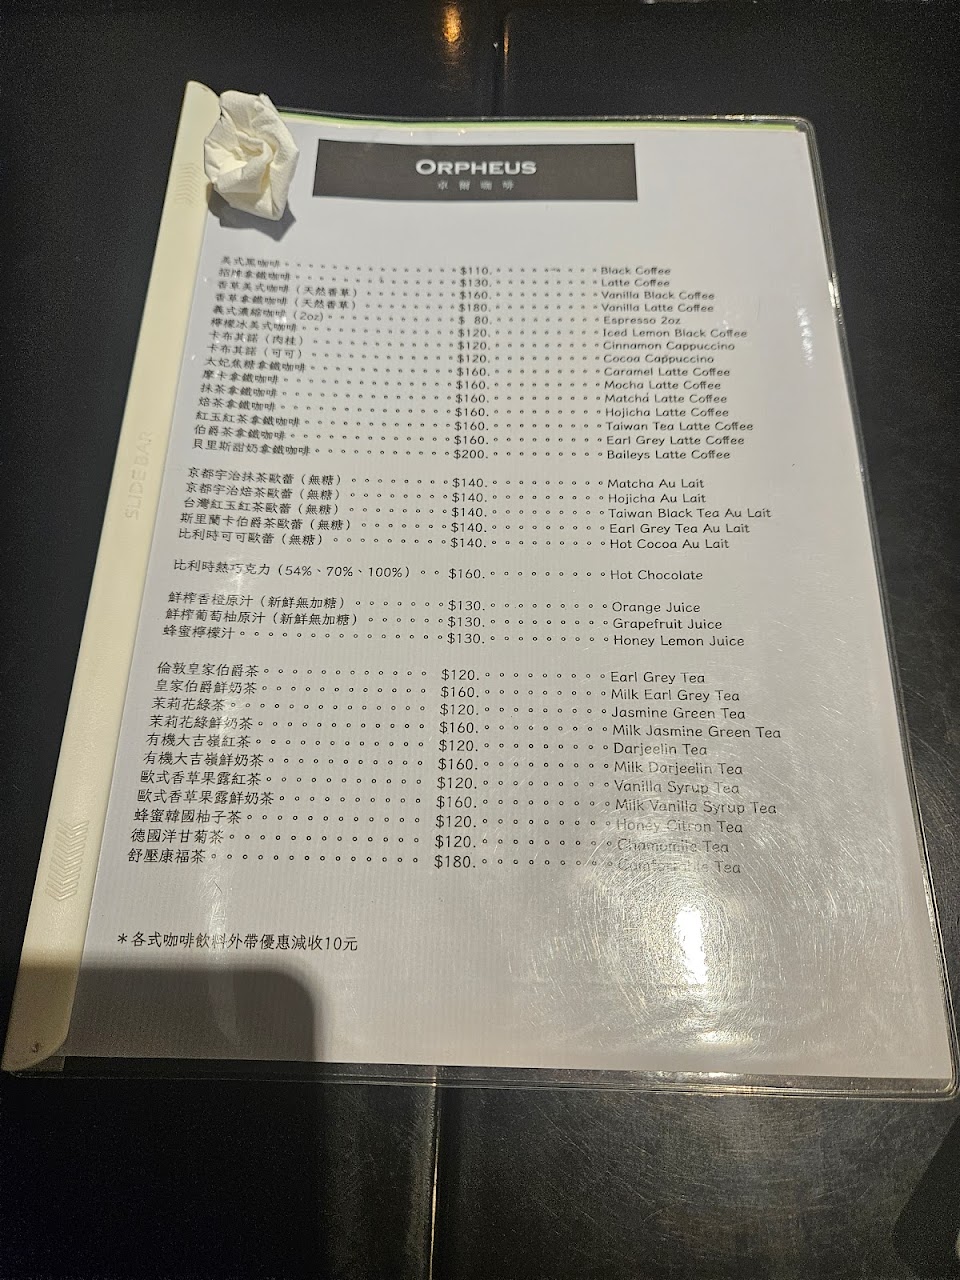 ORPHEUS
卓爾咖啡
美式黑咖啡 $110. Black Coffee
招牌拿鐵咖啡 $130. Latte Coffee
香草美式咖啡（天然香草） $160. Vanilla Black Coffee
香草拿鐵咖啡（天然香草） $180. Vanilla Latte Coffee
義式濃縮咖啡（2oz） $ 80. Espresso 2oz
檸檬冰美式咖啡 $120. Iced Lemon Black Coffee
卡布其諾（肉桂） $120. Cinnamon Cappuccino
卡布其諾（可可） $120. Cocoa Cappuccino
太妃焦糖拿鐵咖啡 $160. Caramel Latte Coffee
摩卡拿鐵咖啡 $160. Mocha Latte Coffee
抹茶拿鐵咖啡 $160. Matcha Latte Coffee
焙茶拿鐵咖啡 $160. Hojicha Latte Coffee
紅玉紅茶拿鐵咖啡 $160. Taiwan Tea Latte Coffee
伯爵茶拿鐵咖啡 $160. Earl Grey Latte Coffee
貝里斯甜奶拿鐵咖啡 $200. Baileys Latte Coffee
京都宇治抹茶歐蕾（無糖） $140. Matcha Au Lait
京都宇治焙茶歐蕾（無糖） $140. Hojicha Au Lait
台灣紅玉紅茶歐蕾（無糖） $140. Taiwan Black Tea Au Lait
斯里蘭卡伯爵茶歐蕾（無糖） $140. Earl Grey Tea Au Lait
比利時可可歐蕾（無糖） $140. Hot Cocoa Au Lait
比利時熱巧克力（54%、70%、100%） $160. Hot Chocolate
鮮榨香橙原汁（新鮮無加糖） $130. Orange Juice
鮮榨葡萄柚原汁（新鮮無加糖） $130. Grapefruit Juice
蜂蜜檸檬汁 $130. Honey Lemon Juice
倫敦皇家伯爵茶 $120. Earl Grey Tea
皇家伯爵鮮奶茶 $160. Milk Earl Grey Tea
茉莉花綠茶 $120. Jasmine Green Tea
茉莉花綠鮮奶茶 $160. Milk Jasmine Green Tea
有機大吉嶺紅茶 $120. Darjeelin Tea
有機大吉嶺鮮奶茶 $160. Milk Darjeelin Tea
歐式香草果露紅茶 $120. Vanilla Syrup Tea
歐式香草果露鮮奶茶 $160. Milk Vanilla Syrup Tea
蜂蜜韓國柚子茶 $120. Honey Citron Tea
德國洋甘菊茶 $120. Chamomile Tea
舒壓康福茶 $180. Tea
＊各式咖啡飲料外帶優惠減收10元
SLIDE BAR